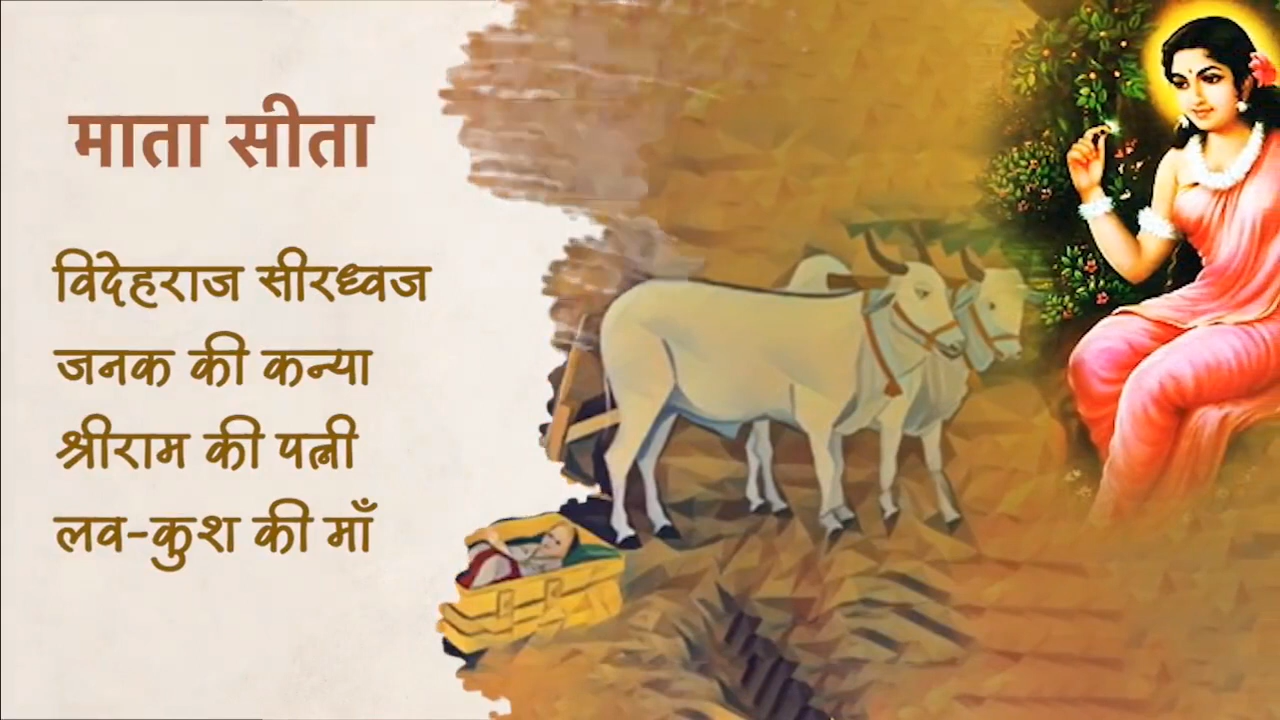 माता सीता
विदेहराज सीरध्वज
जनक की कन्या
श्रीराम की पत्नी
लव-कुश की माँ